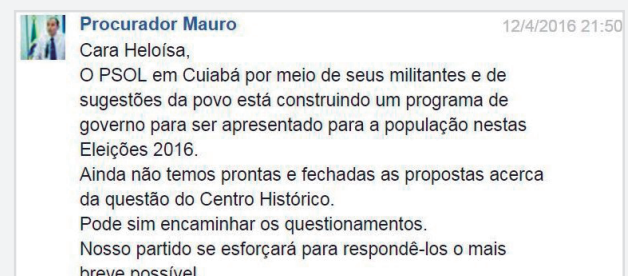 Procurador Mauro 12/4/2016 21:50
Cara Heloísa,
O PSOL em Cuiabá por meio de seus militantes e de
sugestões da povo está construindo um programa de
governo para ser apresentado para a população nestas
Eleições 2016.
Ainda não temos prontas e fechadas as propostas acerca
da questão do Centro Histórico.
Pode sim encaminhar os questionamentos.
Nosso partido se esforçará para respondê-los o mais
breve possível